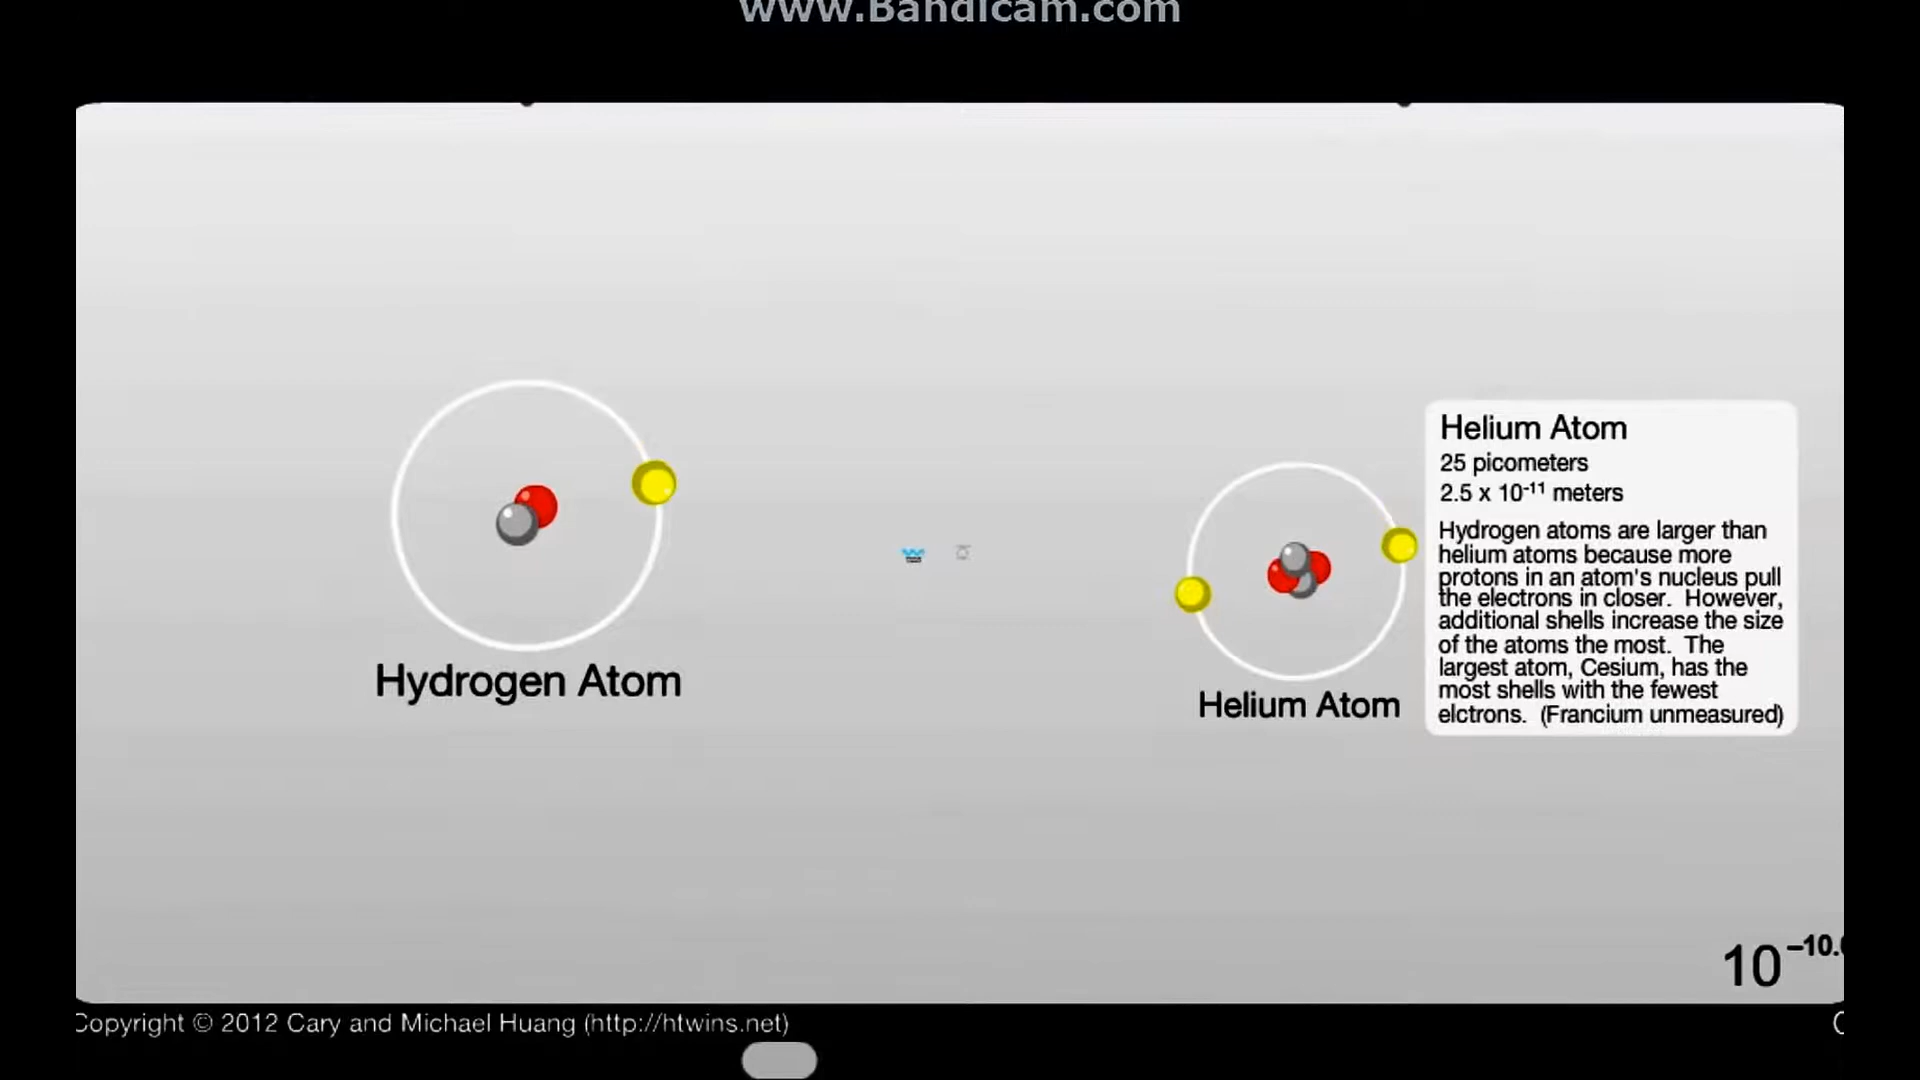 www.Bandicam.com
Hydrogen Atom
Helium Atom
Helium Atom
25 picometers
2.5 x 10⁻¹¹ meters
Hydrogen atoms are larger than
helium atoms because more
protons in an atom's nucleus pull
the electrons in closer. However,
additional shells increase the size
of the atoms the most. The
largest atom, Cesium, has the
most shells with the fewest
elctrons. (Francium unmeasured)
10
Copyright © 2012 Cary and Michael Huang (http://htwins.net)